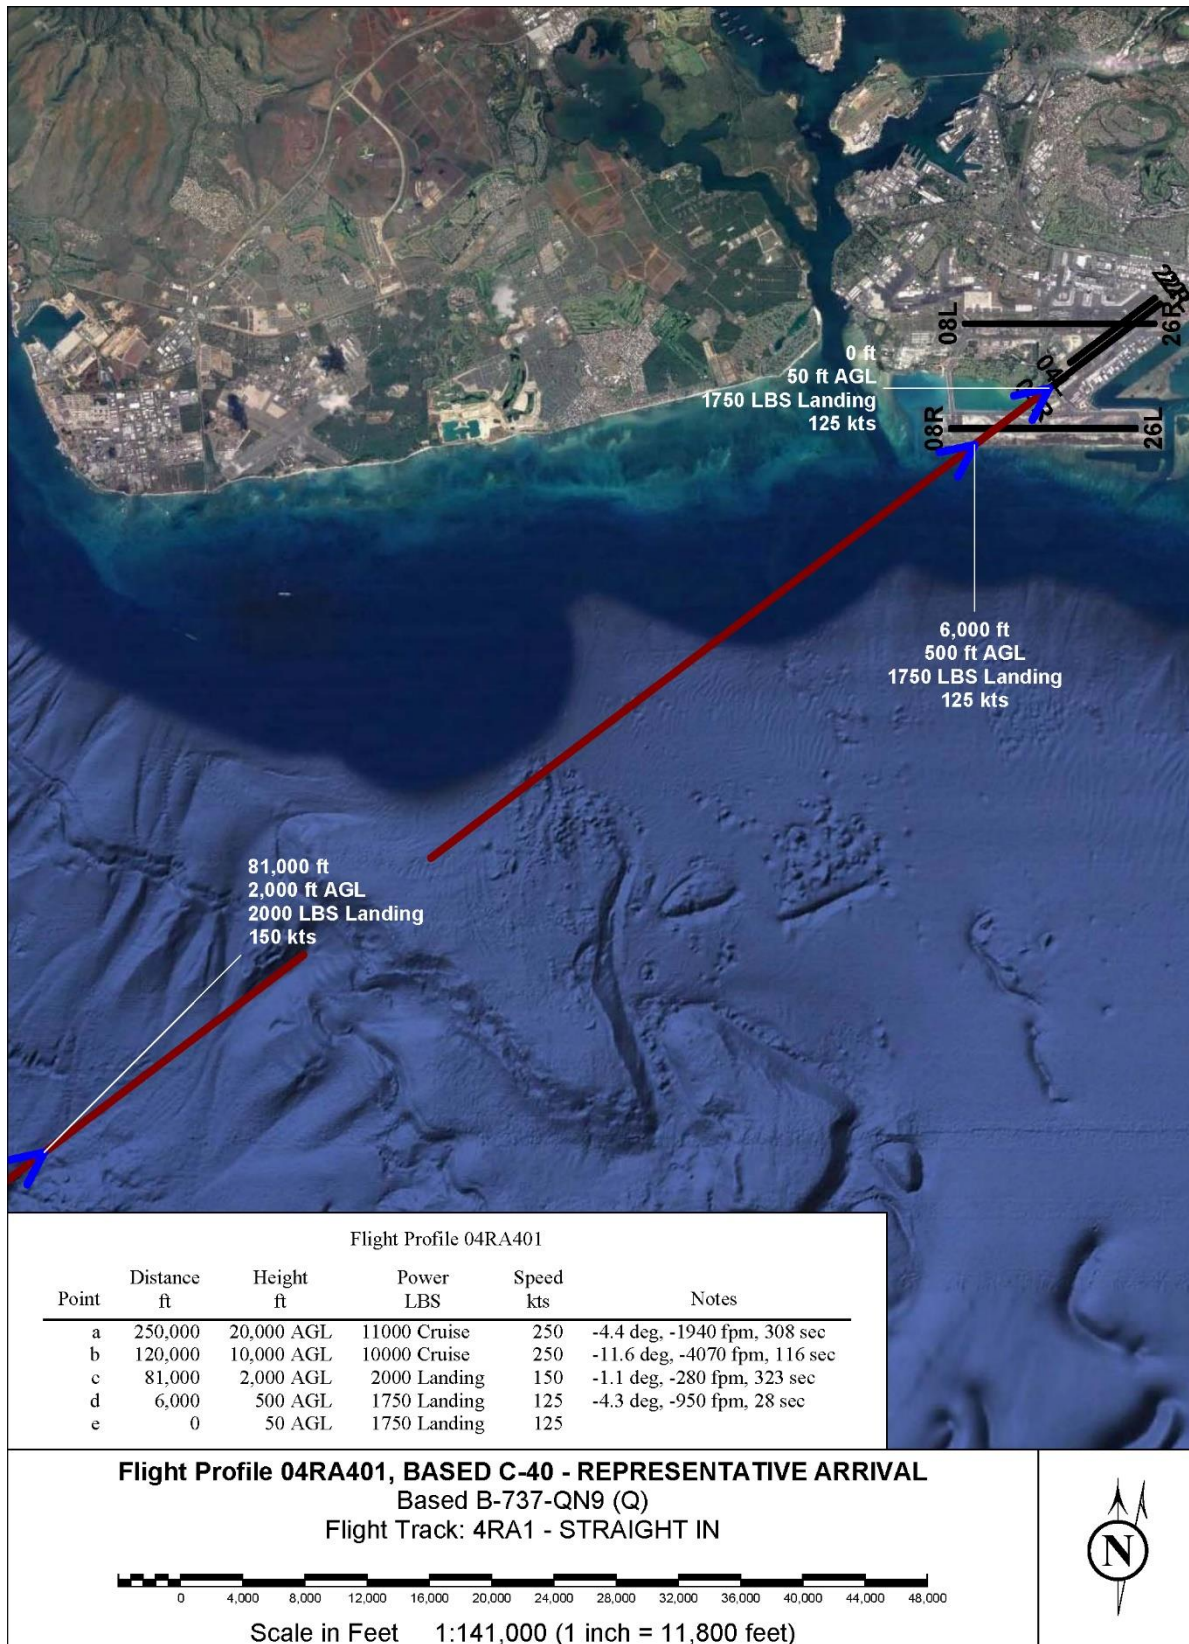 08L
26R
22R
04L
0 ft
50 ft AGL
1750 LBS Landing
125 kts
08R
26L
6,000 ft
500 ft AGL
1750 LBS Landing
125 kts
81,000 ft
2,000 ft AGL
2000 LBS Landing
150 kts
Flight Profile 04RA401
Point Distance ft Height ft Power LBS Speed kts Notes
a 250,000 20,000 AGL 11000 Cruise 250 -4.4 deg, -1940 fpm, 308 sec
b 120,000 10,000 AGL 10000 Cruise 250 -11.6 deg, -4070 fpm, 116 sec
c 81,000 2,000 AGL 2000 Landing 150 -1.1 deg, -280 fpm, 323 sec
d 6,000 500 AGL 1750 Landing 125 -4.3 deg, -950 fpm, 28 sec
e 0 50 AGL 1750 Landing 125
Flight Profile 04RA401, BASED C-40 - REPRESENTATIVE ARRIVAL
Based B-737-QN9 (Q)
Flight Track: 4RA1 - STRAIGHT IN
0 4,000 8,000 12,000 16,000 20,000 24,000 28,000 32,000 36,000 40,000 44,000 48,000
Scale in Feet 1:141,000 (1 inch = 11,800 feet)
N